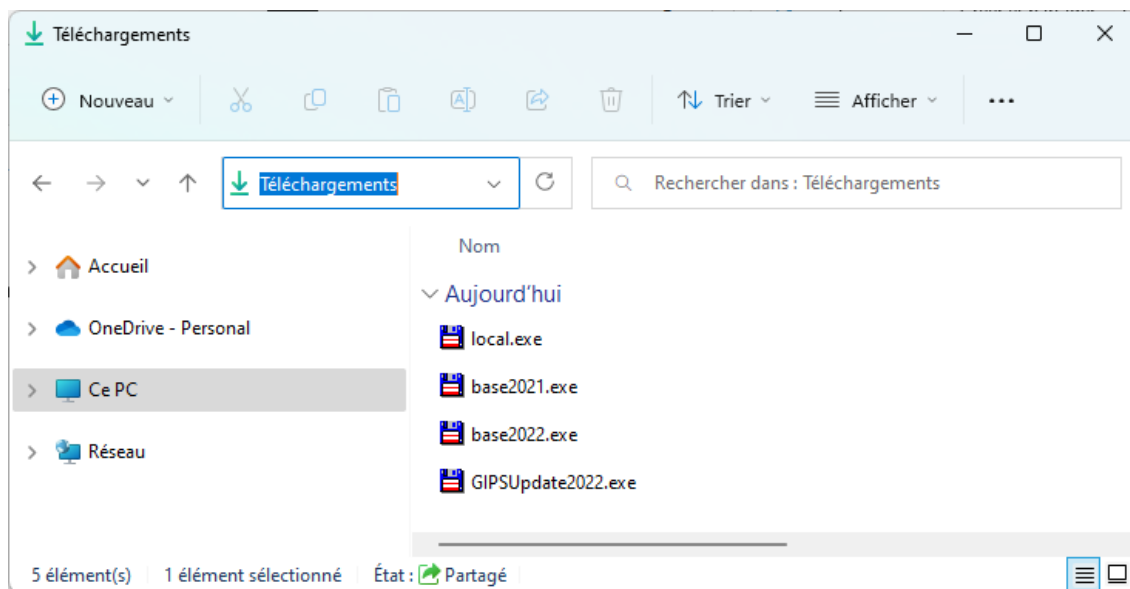 Téléchargements
Nouveau
Trier
Afficher
Téléchargements
Rechercher dans : Téléchargements
Nom
Accueil
Aujourd'hui
OneDrive - Personal
local.exe
Ce PC
base2021.exe
base2022.exe
Réseau
GIPSUpdate2022.exe
5 élément(s) 1 élément sélectionné État : Partagé